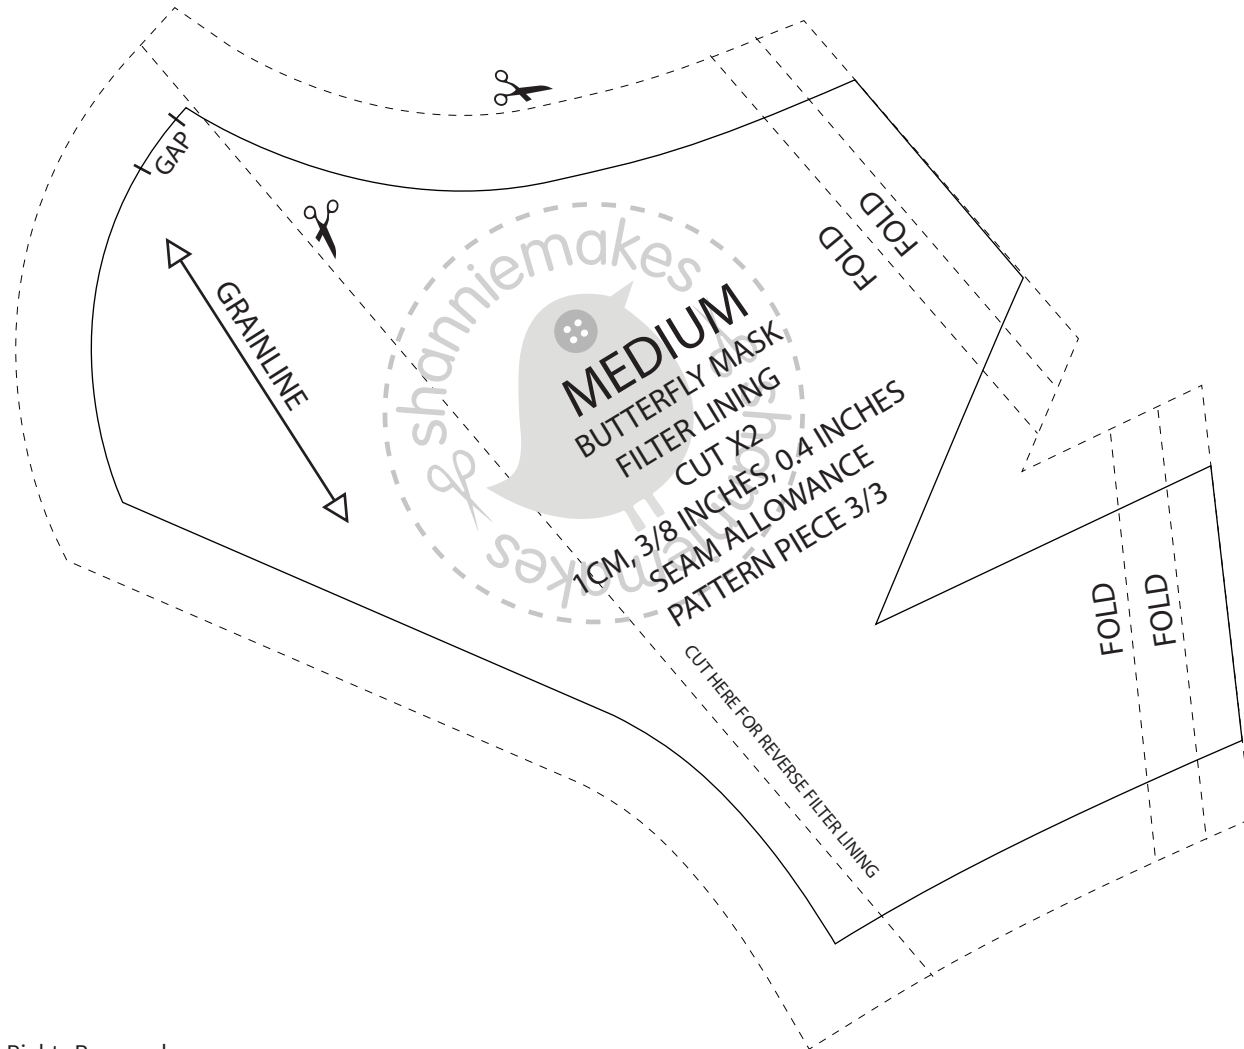 GAP
GRAINLINE
FOLD
FOLD
shanniemakes
shanniemakes
MEDIUM
BUTTERFLY MASK
FILTER LINING
CUT X2
1CM, 3/8 INCHES, 0.4 INCHES
SEAM ALLOWANCE
PATTERN PIECE 3/3
FOLD
FOLD
CUT HERE FOR REVERSE FILTER LINING